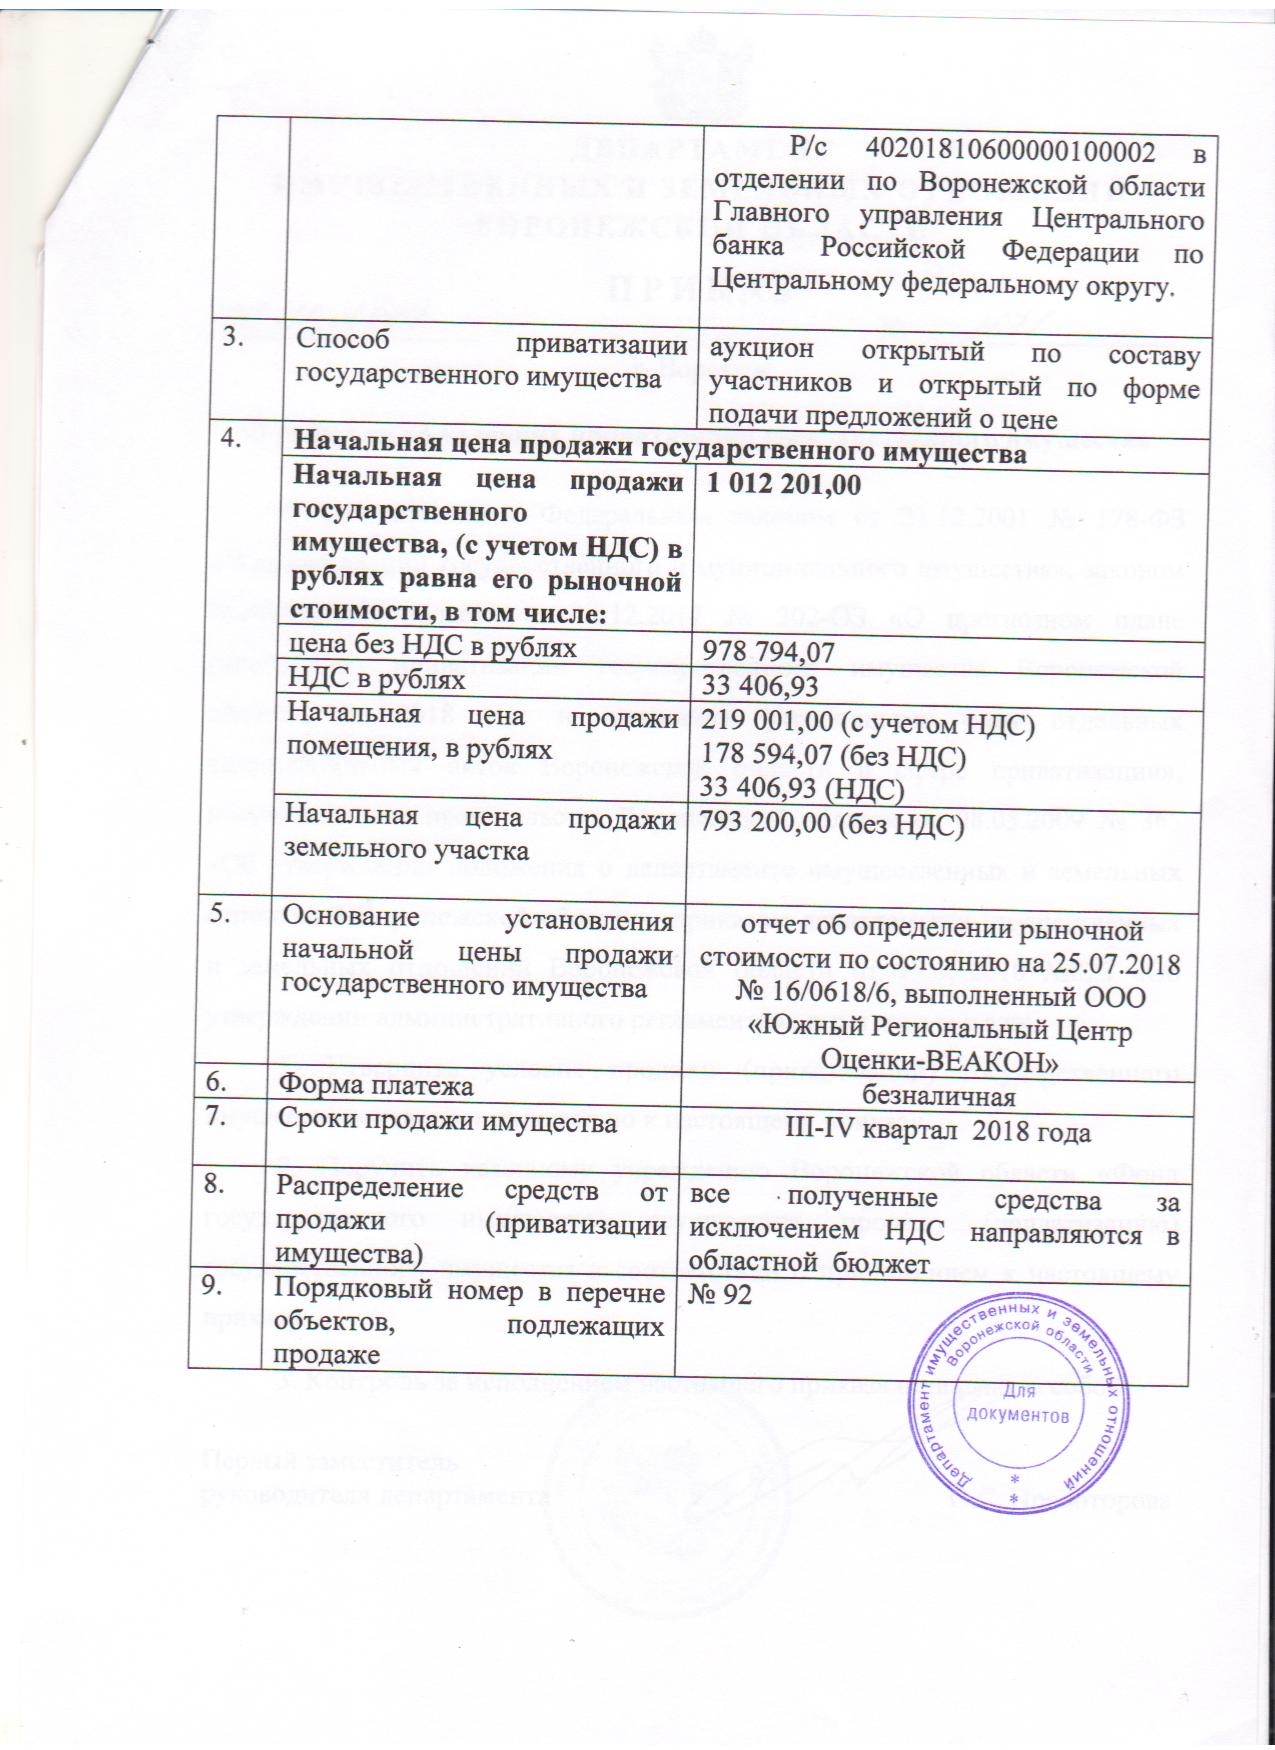 Р/с 40201810600000100002 в
отделении по Воронежской области
Главного управления Центрального
банка Российской Федерации по
Центральному федеральному округу.
3.
Способ приватизации
государственного имущества
аукцион открытый по составу
участников и открытый по форме
подачи предложений о цене
4.
Начальная цена продажи государственного имущества
Начальная цена продажи
государственного
имущества, (с учетом НДС) в
рублях равна его рыночной
стоимости, в том числе:
1 012 201,00
цена без НДС в рублях
978 794,07
НДС в рублях
33 406,93
Начальная цена продажи
помещения, в рублях
219 001,00 (с учетом НДС)
178 594,07 (без НДС)
33 406,93 (НДС)
Начальная цена продажи
земельного участка
793 200,00 (без НДС)
5.
Основание установления
начальной цены продажи
государственного имущества
отчет об определении рыночной
стоимости по состоянию на 25.07.2018
№ 16/0618/6, выполненный ООО
«Южный Региональный Центр
Оценки-ВЕАКОН»
6.
Форма платежа
безналичная
7.
Сроки продажи имущества
III-IV квартал 2018 года
8.
Распределение средств от
продажи (приватизации
имущества)
все полученные средства за
исключением НДС направляются в
областной бюджет
9.
Порядковый номер в перечне
объектов, подлежащих
продаже
№ 92
Департамент имущественных и земельных отношений
Воронежской области
Для
документов